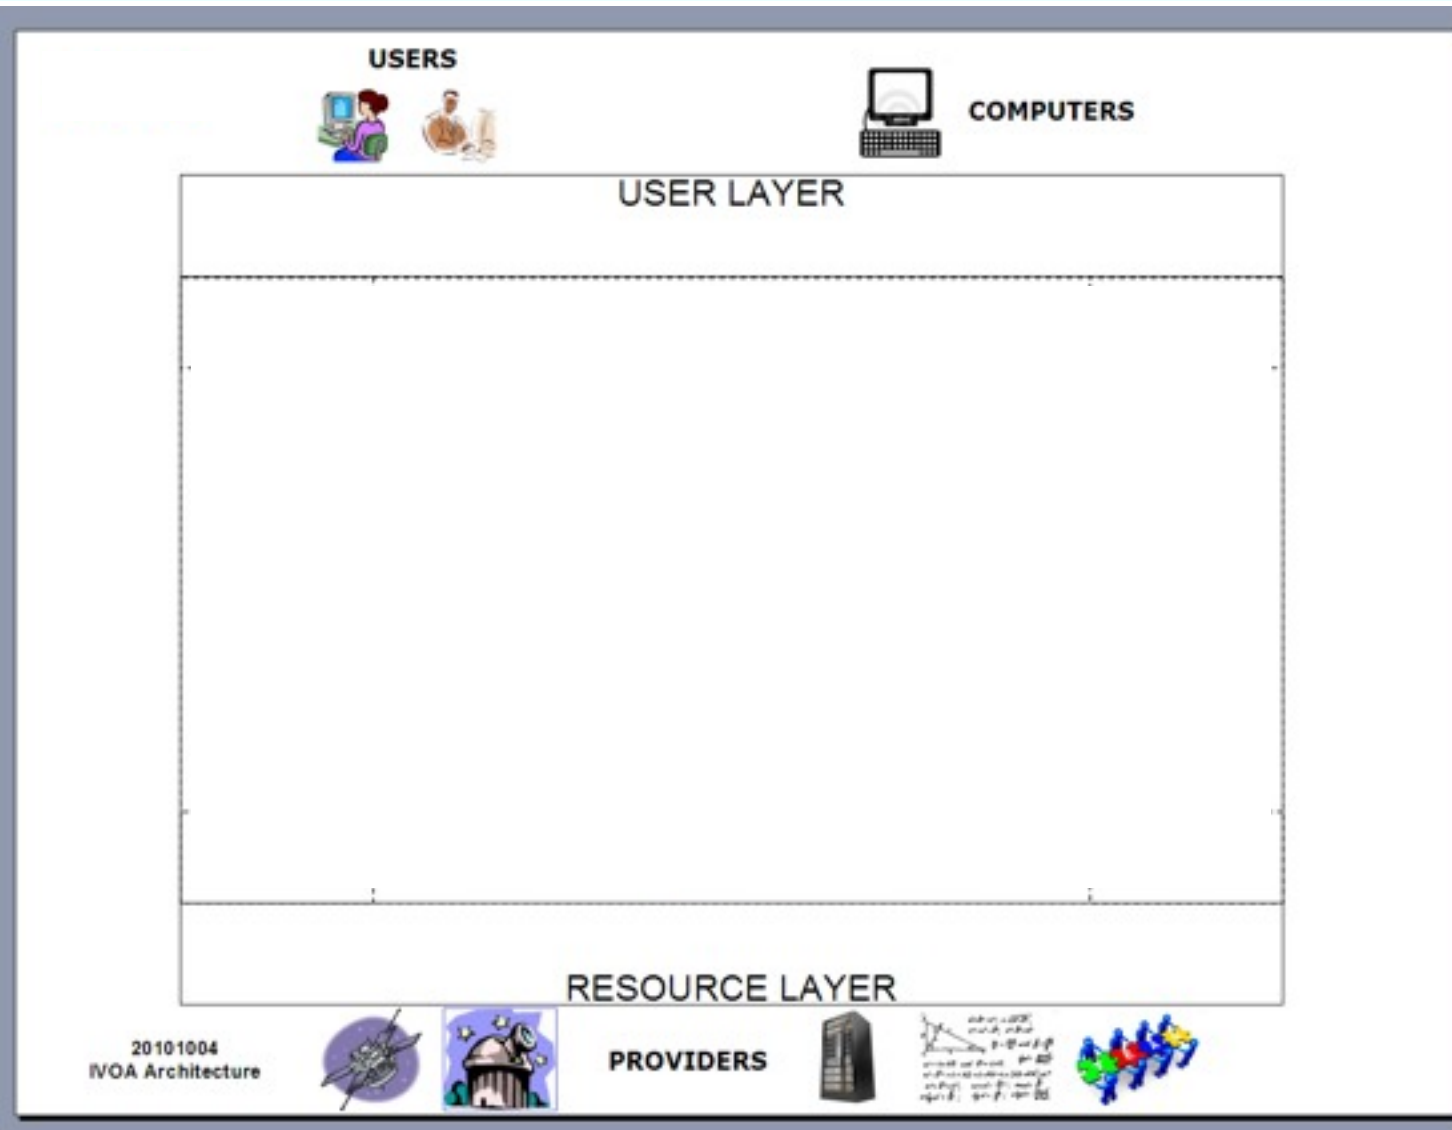 USERS
COMPUTERS
USER LAYER
RESOURCE LAYER
20101004
IVOA Architecture
PROVIDERS